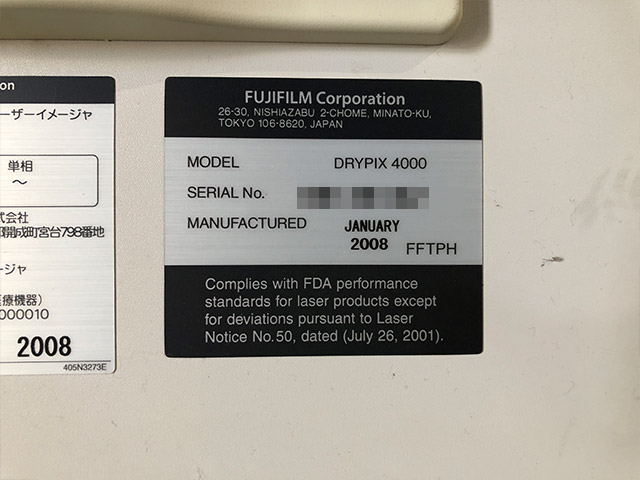 on
ーザーイメージャ
単相
～
式会社
開成町宮台798番地
ージャ
療機器)
000010
2008
405N3273E
FUJIFILM Corporation
26-30, NISHIAZABU 2-CHOME, MINATO-KU,
TOKYO 106-8620, JAPAN
MODEL DRYPIX 4000
SERIAL No.
MANUFACTURED JANUARY
2008 FFTPH
Complies with FDA performance
standards for laser products except
for deviations pursuant to Laser
Notice No.50, dated (July 26, 2001).